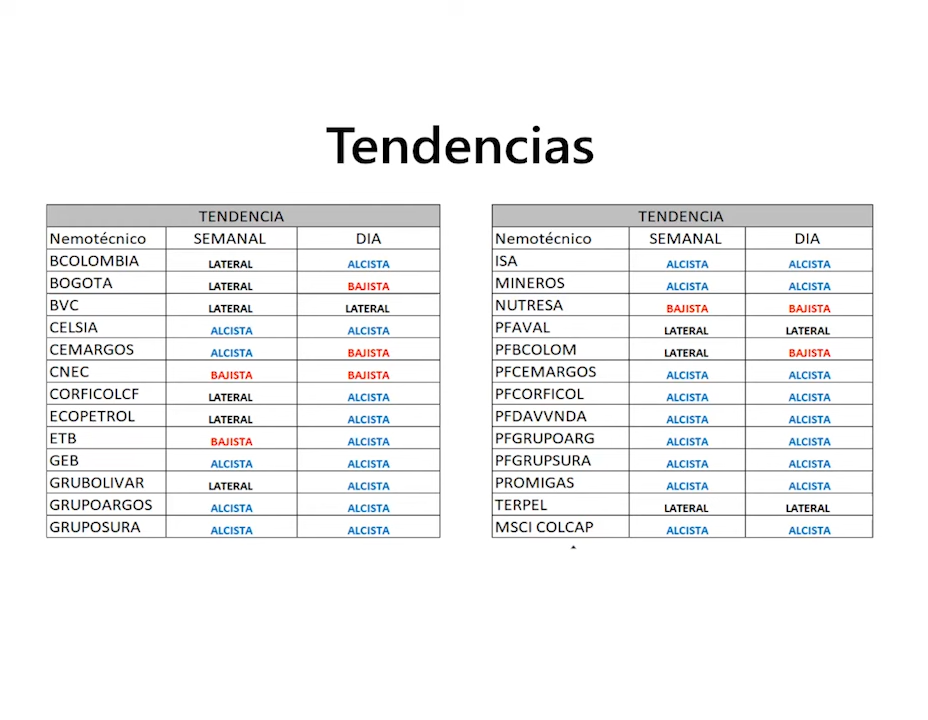 Tendencias
TENDENCIA
Nemotécnico SEMANAL DIA
BCOLOMBIA LATERAL ALCISTA
BOGOTA LATERAL BAJISTA
BVC LATERAL LATERAL
CELSIA ALCISTA ALCISTA
CEMARGOS ALCISTA BAJISTA
CNEC BAJISTA BAJISTA
CORFICOLCF LATERAL ALCISTA
ECOPETROL LATERAL ALCISTA
ETB BAJISTA ALCISTA
GEB ALCISTA ALCISTA
GRUBOLIVAR LATERAL ALCISTA
GRUPOARGOS ALCISTA ALCISTA
GRUPOSURA ALCISTA ALCISTA
TENDENCIA
Nemotécnico SEMANAL DIA
ISA ALCISTA ALCISTA
MINEROS ALCISTA ALCISTA
NUTRESA BAJISTA BAJISTA
PFAVAL LATERAL LATERAL
PFBCOLOM LATERAL BAJISTA
PFCEMARGOS ALCISTA ALCISTA
PFCORFICOL ALCISTA ALCISTA
PFDAVVNDA ALCISTA ALCISTA
PFGRUPOARG ALCISTA ALCISTA
PFGRUPSURA ALCISTA ALCISTA
PROMIGAS ALCISTA ALCISTA
TERPEL LATERAL LATERAL
MSCI COLCAP ALCISTA ALCISTA